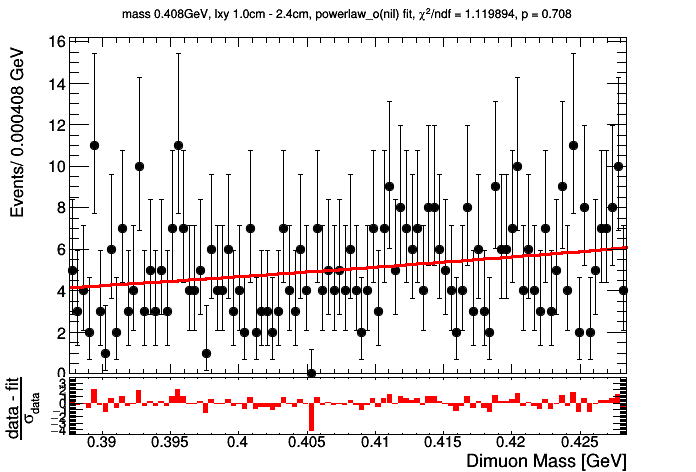 mass 0.408GeV, lxy 1.0cm - 2.4cm, powerlaw_o(nil) fit, χ²/ndf = 1.119894, p = 0.708
Events/ 0.000408 GeV
16
14
12
10
8
6
4
2
0
data - fit
σdata
3
2
0.39 0.395 0.4 0.405 0.41 0.415 0.42 0.425
Dimuon Mass [GeV]